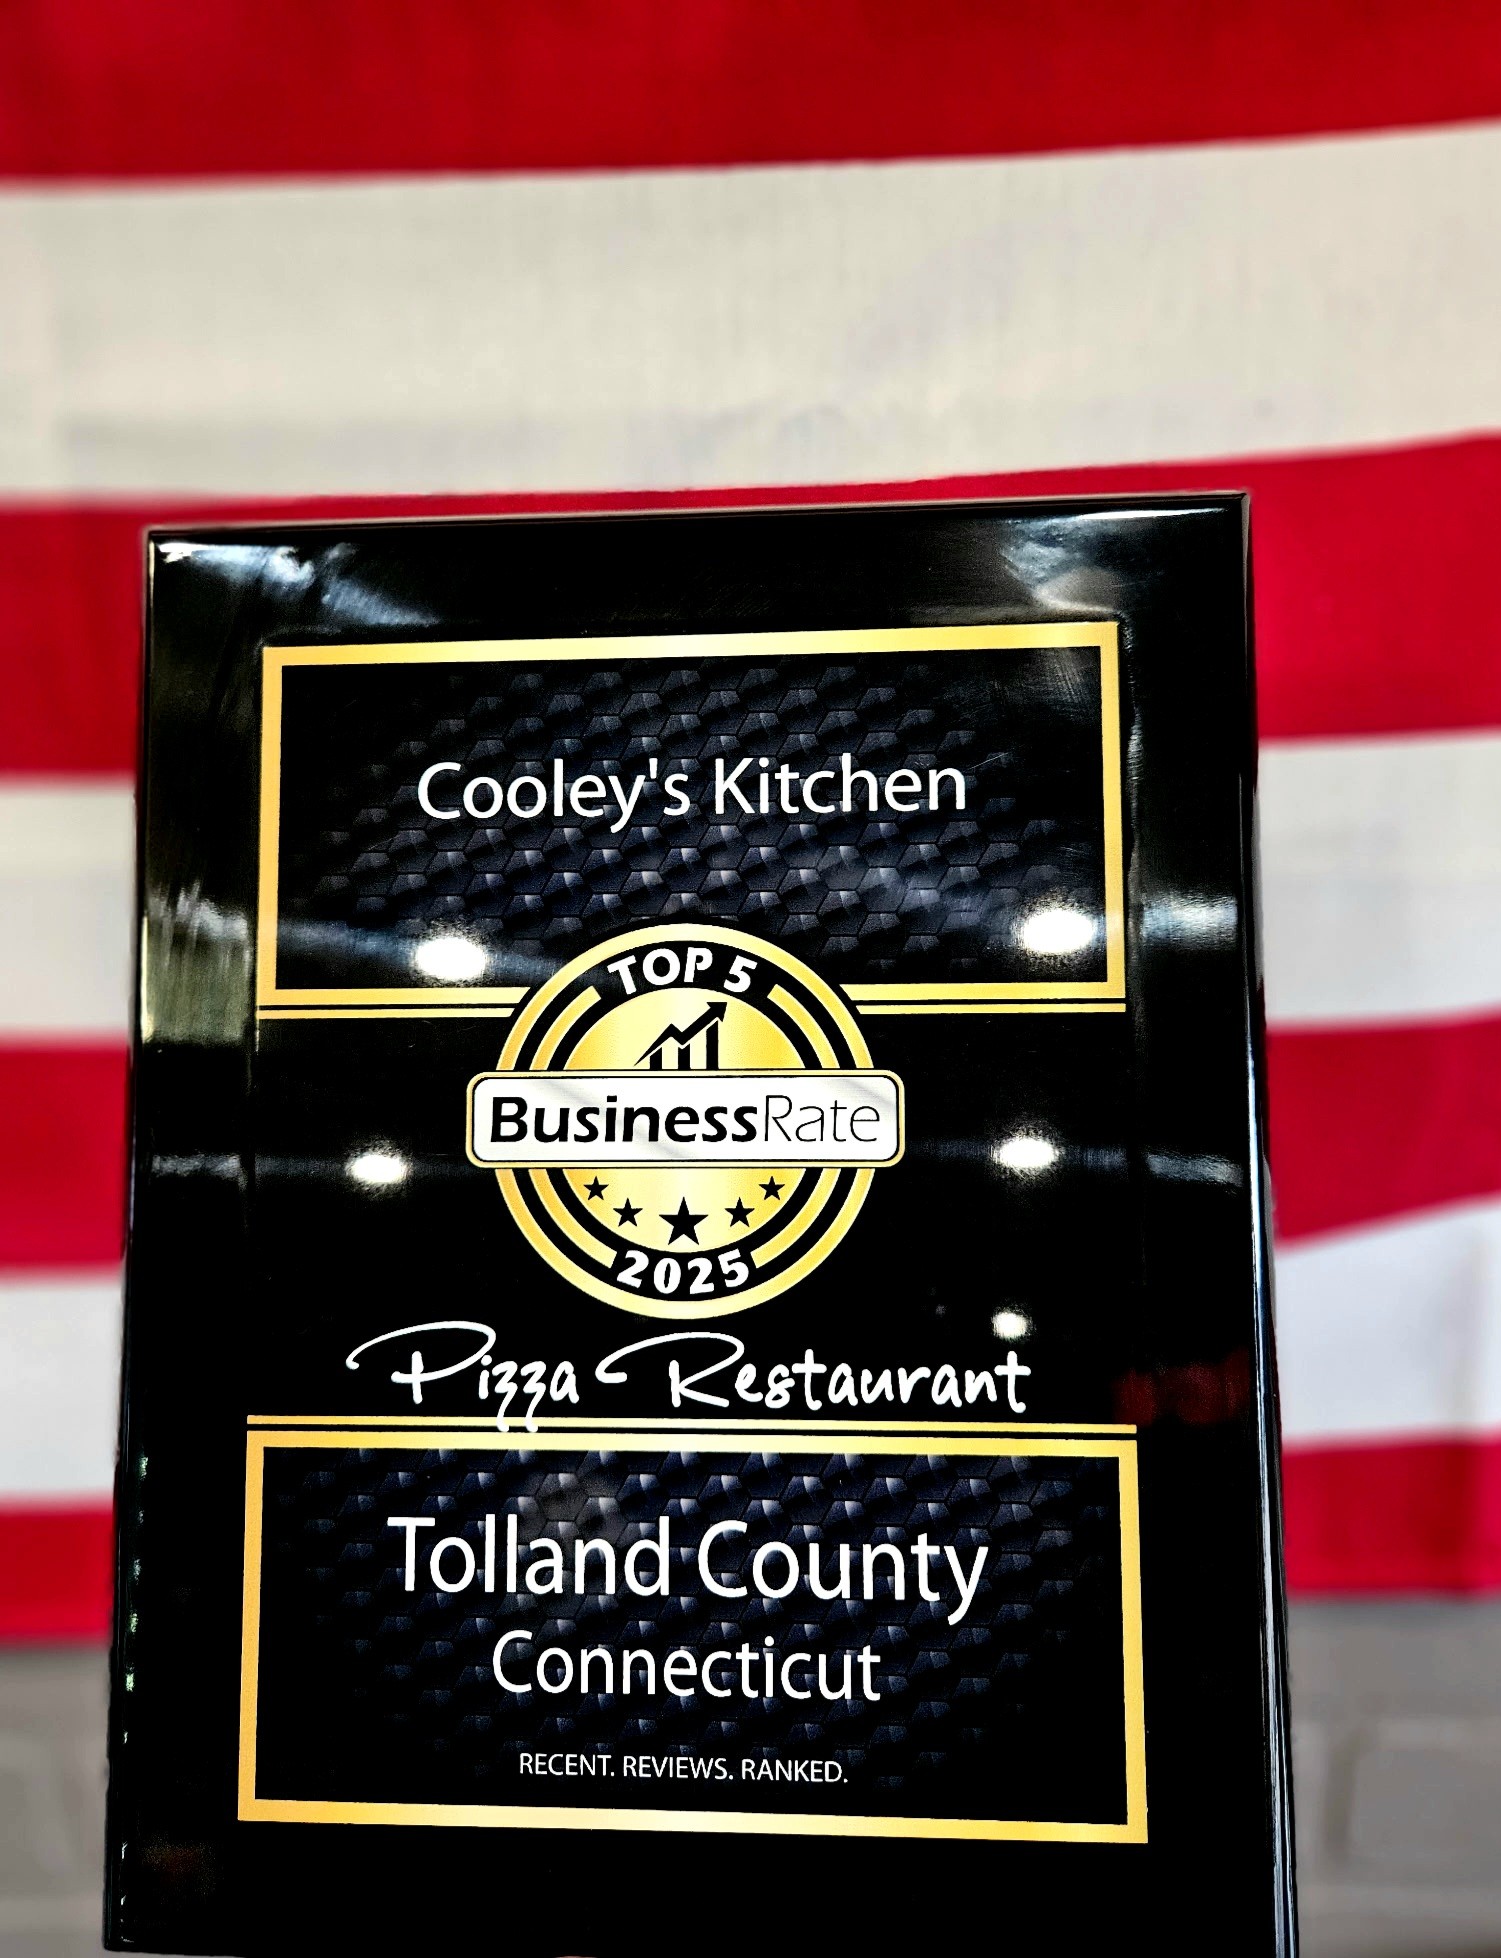 Cooley's Kitchen
TOP 5
BusinessRate
2025
Pizza Restaurant
Tolland County
Connecticut
RECENT. REVIEWS. RANKED.